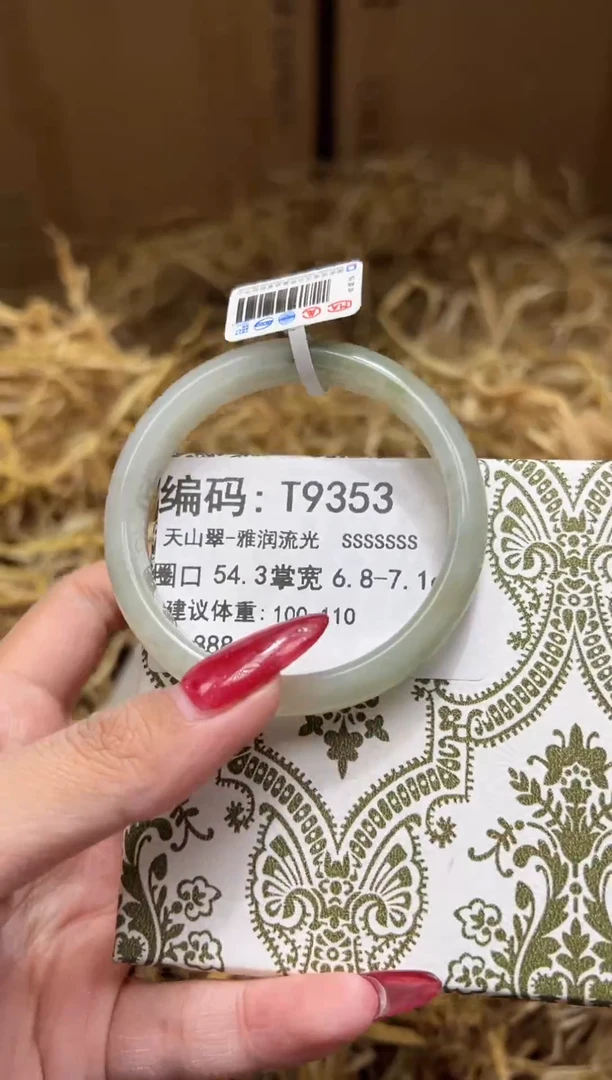 编码: T9353
天山翠-雅润流光 SSSSSSS
圈口 54.3掌宽 6.8-7.1
建议体重: 100-110
388